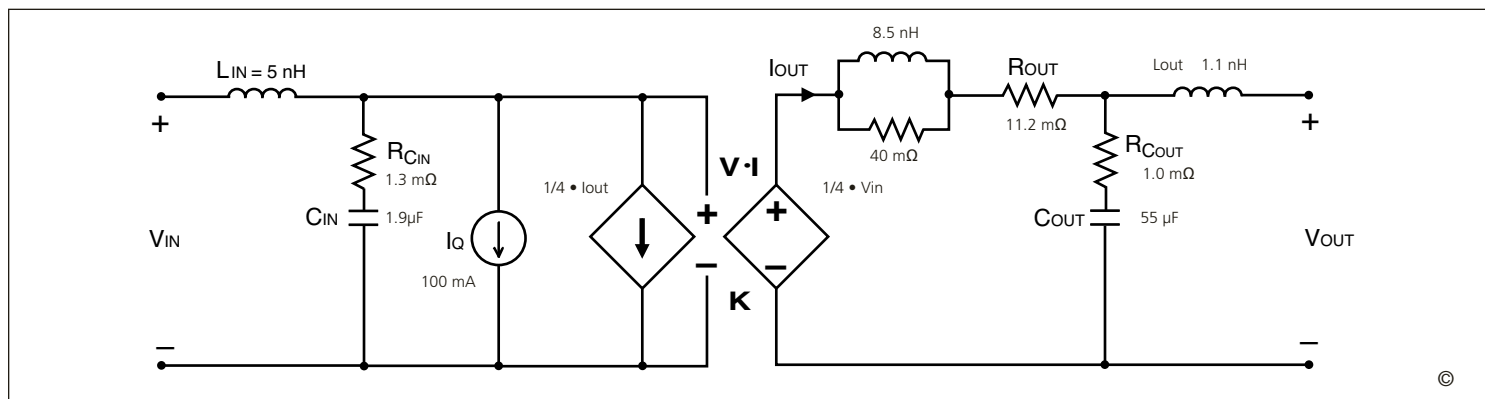 8.5 nH
LIN = 5 nH
IOUT
ROUT
Lout 1.1 nH
+
+
11.2 mΩ
40 mΩ
RCIN
1.3 mΩ
RCOUT
1.0 mΩ
V•I
1/4 • Iout
1/4 • Vin
CIN
1.9µF
+
+
COUT
55 µF
VIN
IQ
VOUT
–
–
100 mA
K
–
–
©